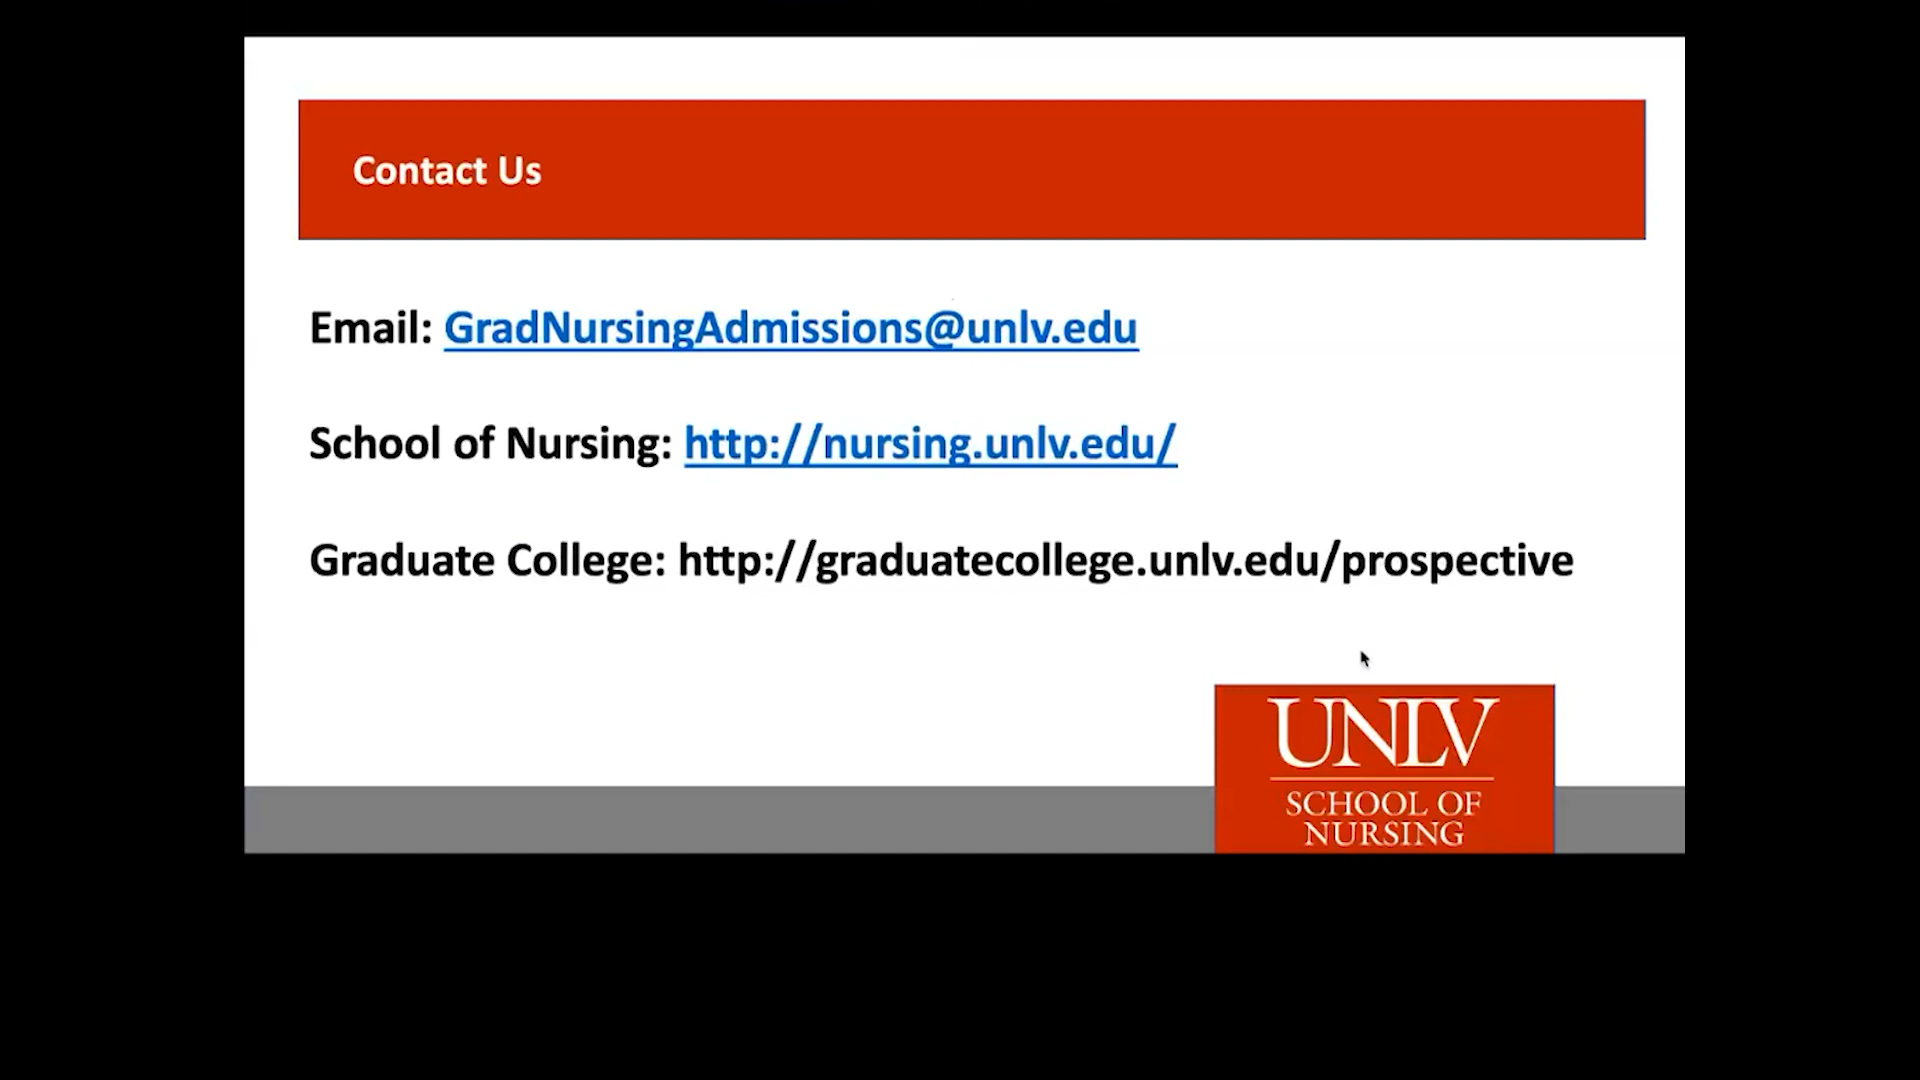 Contact Us
Email: GradNursingAdmissions@unlv.edu
School of Nursing: http://nursing.unlv.edu/
Graduate College: http://graduatecollege.unlv.edu/prospective
UNLV
SCHOOL OF
NURSING